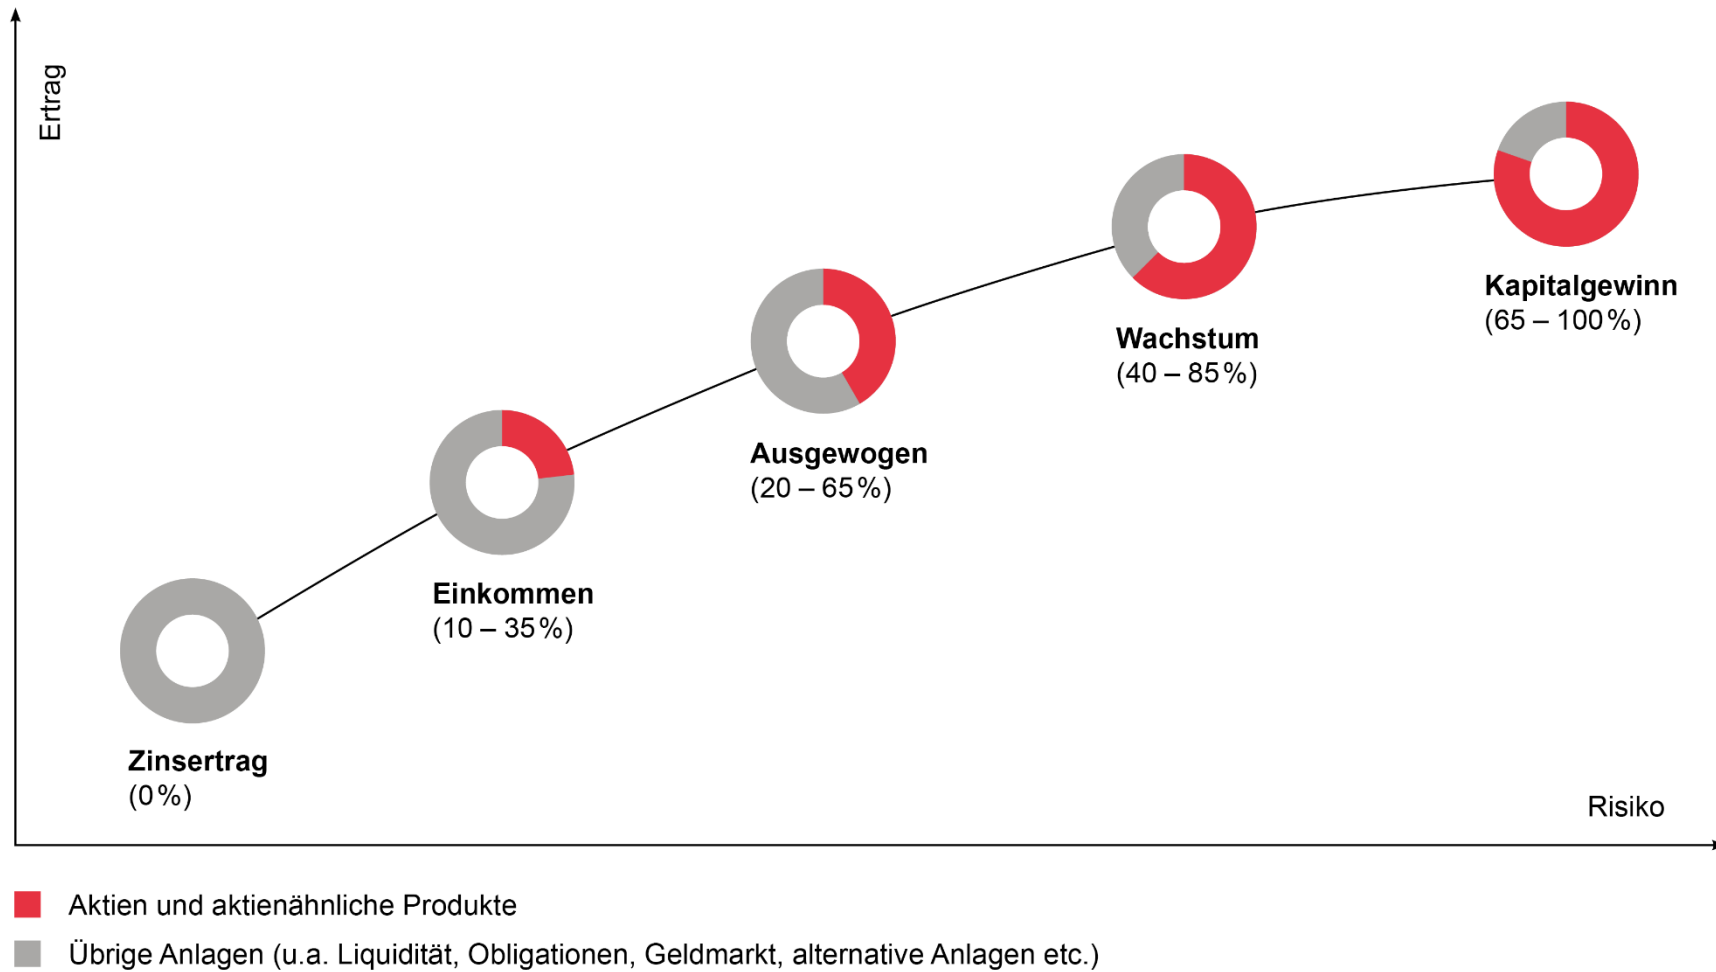 Ertrag
Kapitalgewinn
(65 – 100 %)
Wachstum
(40 – 85 %)
Ausgewogen
(20 – 65 %)
Einkommen
(10 – 35 %)
Zinsertrag
(0 %)
Risiko
Aktien und aktienähnliche Produkte
Übrige Anlagen (u.a. Liquidität, Obligationen, Geldmarkt, alternative Anlagen etc.)